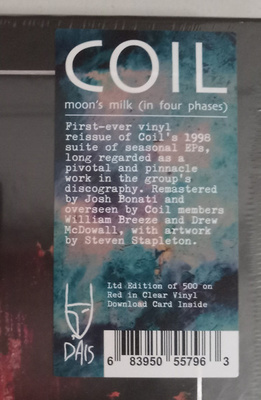 COIL
moon's milk (in four phases)
First-ever vinyl
reissue of Coil's 1998
suite of seasonal EPs,
long regarded as a
pivotal and pinnacle
work in the group's
discography. Remastered
by Josh Bonati and
overseen by Coil members
William Breeze and Drew
McDowall, with artwork
by Steven Stapleton.
Ltd Edition of 500 on
Red in Clear Vinyl
Download Card Inside
DAIS
6 83950 55796 3